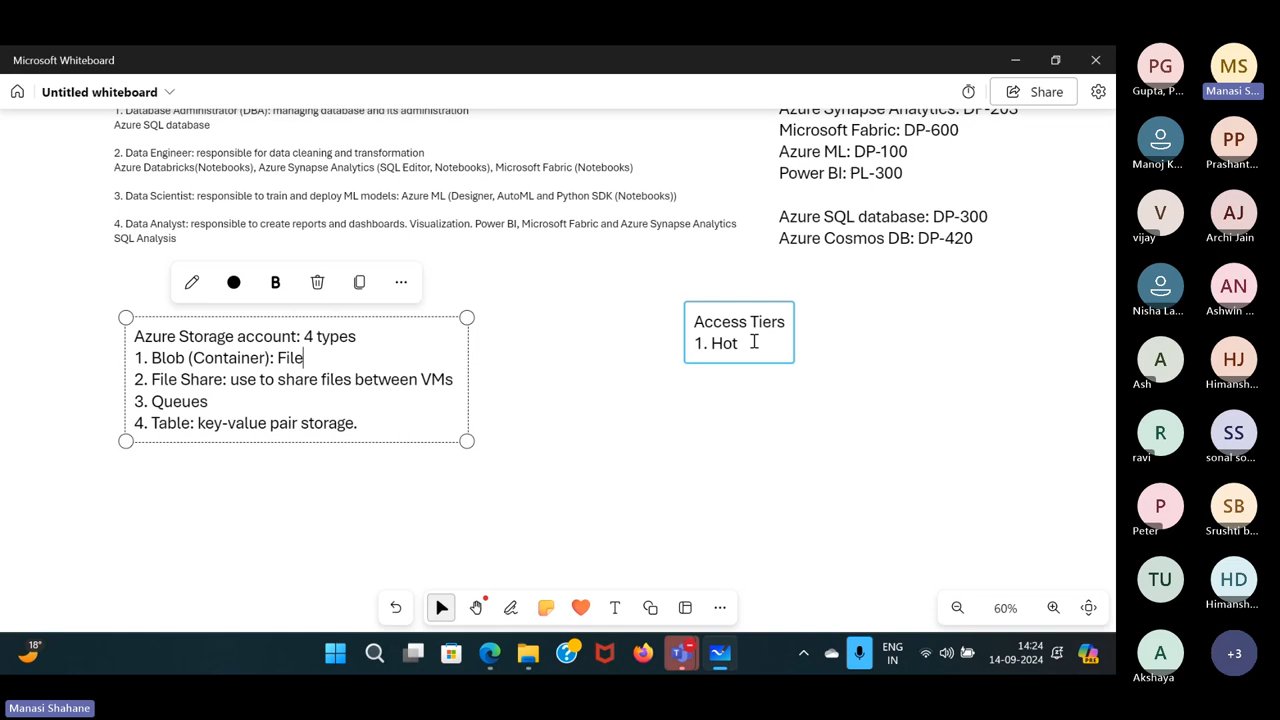 Microsoft Whiteboard
Untitled whiteboard
Share
1. Database Administrator (DBA): managing database and its administration
Azure SQL database
2. Data Engineer: responsible for data cleaning and transformation
Azure Databricks(Notebooks), Azure Synapse Analytics (SQL Editor, Notebooks), Microsoft Fabric (Notebooks)
3. Data Scientist: responsible to train and deploy ML models: Azure ML (Designer, AutoML and Python SDK (Notebooks))
4. Data Analyst: responsible to create reports and dashboards. Visualization. Power BI, Microsoft Fabric and Azure Synapse Analytics
SQL Analysis
Azure Synapse Analytics: DP-203
Microsoft Fabric: DP-600
Azure ML: DP-100
Power BI: PL-300
Azure SQL database: DP-300
Azure Cosmos DB: DP-420
B
Azure Storage account: 4 types
1. Blob (Container): File
2. File Share: use to share files between VMs
3. Queues
4. Table: key-value pair storage.
Access Tiers
1. Hot
T
60%
18°
ENG
IN
14:24
14-09-2024
PRE
PG
Gupta, P...
MS
Manasi S...
Manoj K...
PP
Prashant...
V
vijay
AJ
Archi Jain
Nisha La...
AN
Ashwin ...
A
Ash
HJ
Himansh...
R
ravi
SS
sonal so...
P
Peter
SB
Srushti b...
TU
HD
Himansh...
A
Akshaya
+3
Manasi Shahane